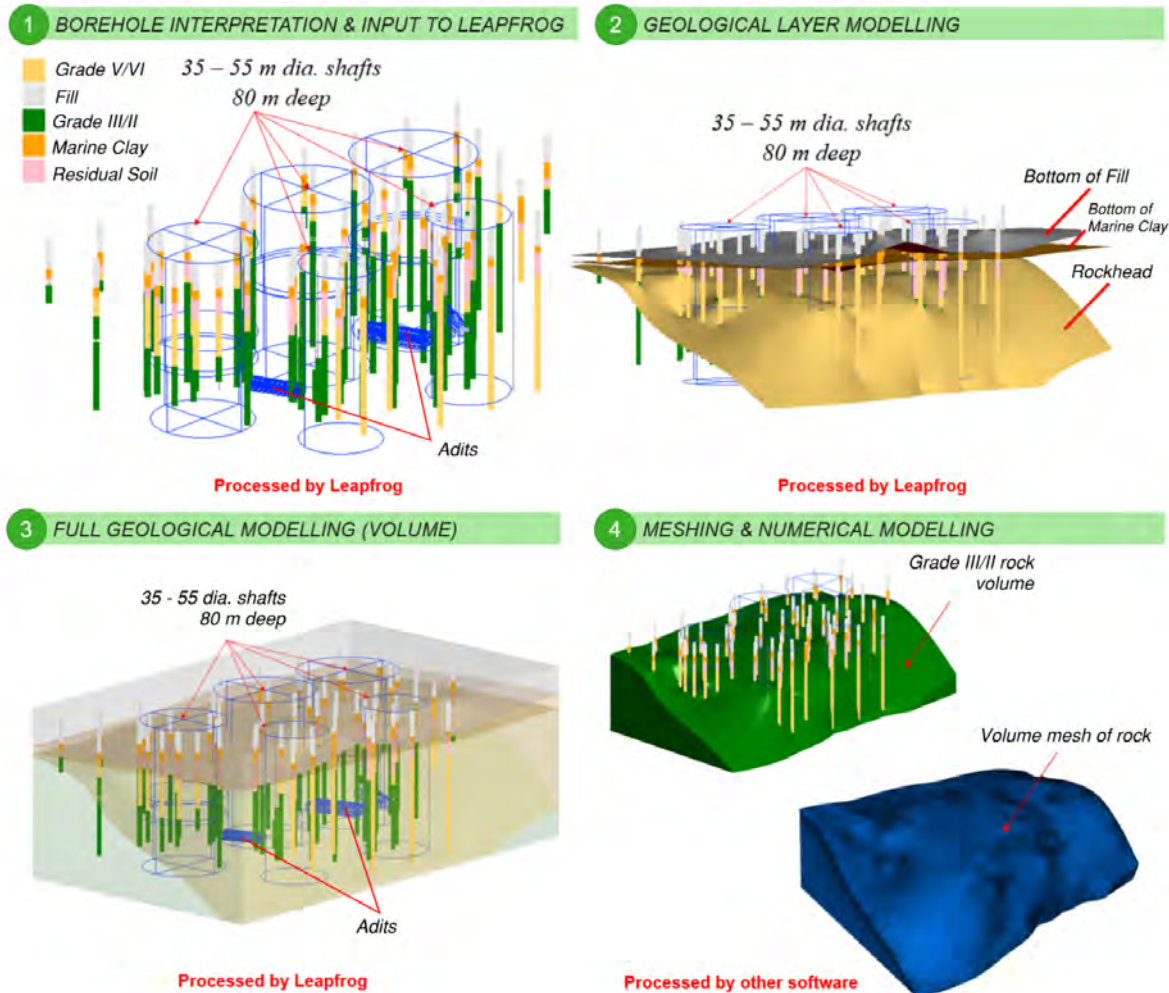 1 BOREHOLE INTERPRETATION & INPUT TO LEAPFROG
Grade V/VI
Fill
Grade III/II
Marine Clay
Residual Soil
35 – 55 m dia. shafts
80 m deep
Adits
Processed by Leapfrog
2 GEOLOGICAL LAYER MODELLING
35 – 55 m dia. shafts
80 m deep
Bottom of Fill
Bottom of
Marine Clay
Rockhead
Processed by Leapfrog
3 FULL GEOLOGICAL MODELLING (VOLUME)
35 - 55 dia. shafts
80 m deep
Adits
Processed by Leapfrog
4 MESHING & NUMERICAL MODELLING
Grade III/II rock
volume
Volume mesh of rock
Processed by other software